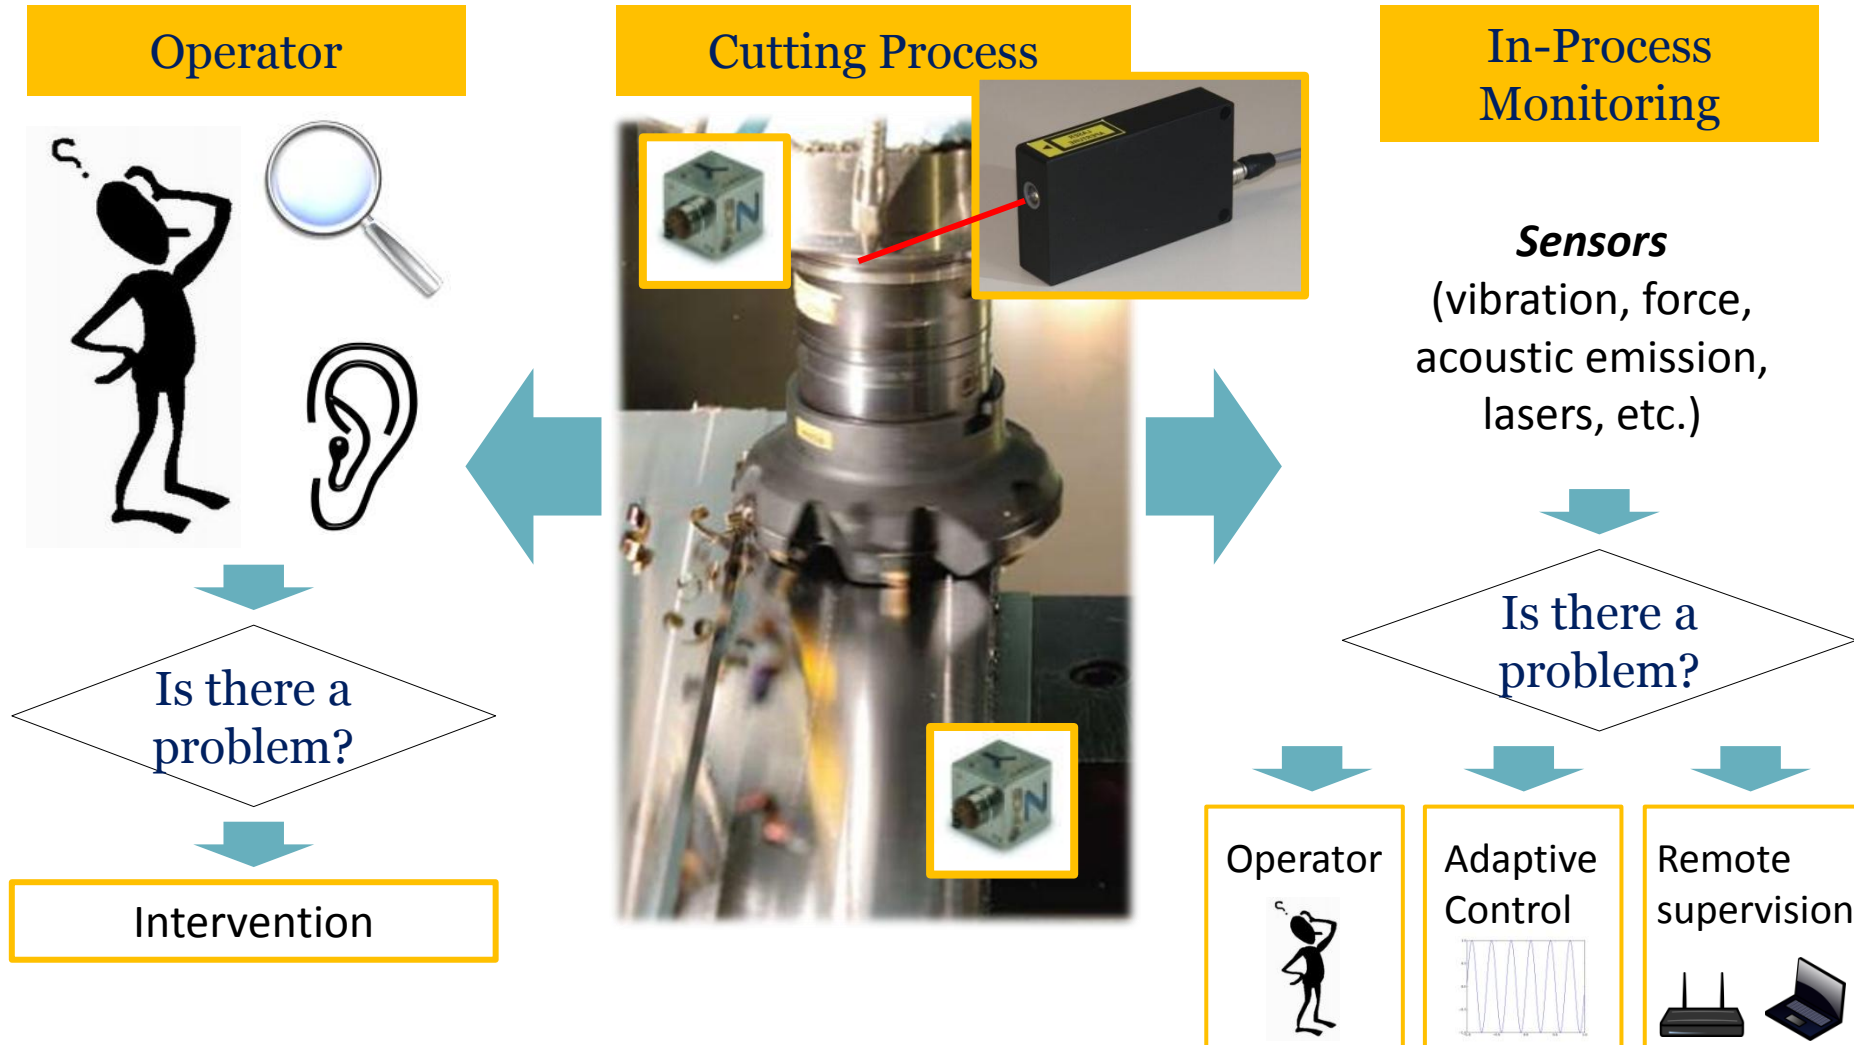 Operator
Cutting Process
In-Process
Monitoring
Sensors
(vibration, force,
acoustic emission,
lasers, etc.)
Is there a
problem?
Is there a
problem?
Intervention
Operator
Adaptive
Control
Remote
supervision